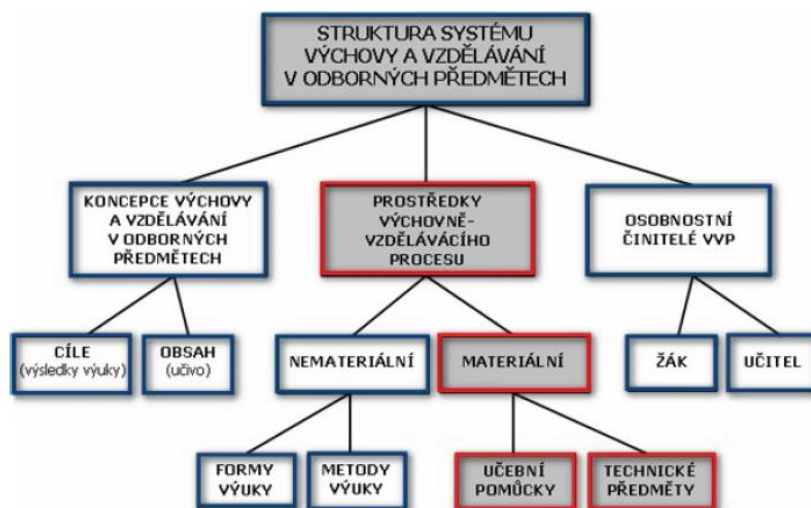 STRUKTURA SYSTÉMU
VÝCHOVY A VZDĚLÁVÁNÍ
V ODBORNÝCH PŘEDMĚTECH
KONCEPCE VÝCHOVY
A VZDĚLÁVÁNÍ
V ODBORNÝCH
PŘEDMĚTECH
PROSTŘEDKY
VÝCHOVNĚ-
VZDĚLÁVÁCÍHO
PROCESU
OSOBNOSTNÍ
ČINITELÉ VVP
CÍLE
(výsledky výuky)
OBSAH
(učivo)
NEMATERIÁLNÍ
MATERIÁLNÍ
ŽÁK
UČITEL
FORMY
VÝUKY
METODY
VÝUKY
UČEBNÍ
POMŮCKY
TECHNICKÉ
PŘEDMĚTY